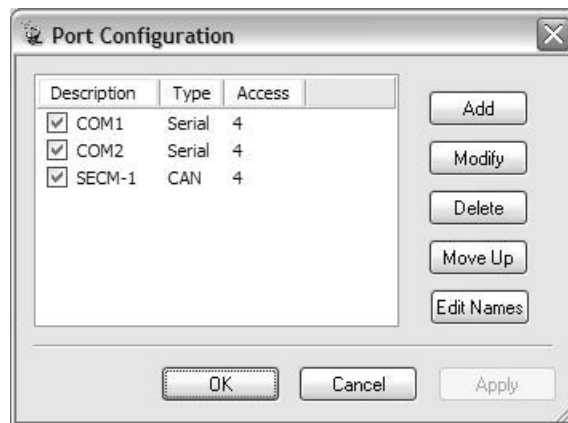 Port Configuration
Description Type Access
COM1 Serial 4
COM2 Serial 4
SECM-1 CAN 4
Add
Modify
Delete
Move Up
Edit Names
OK Cancel Apply